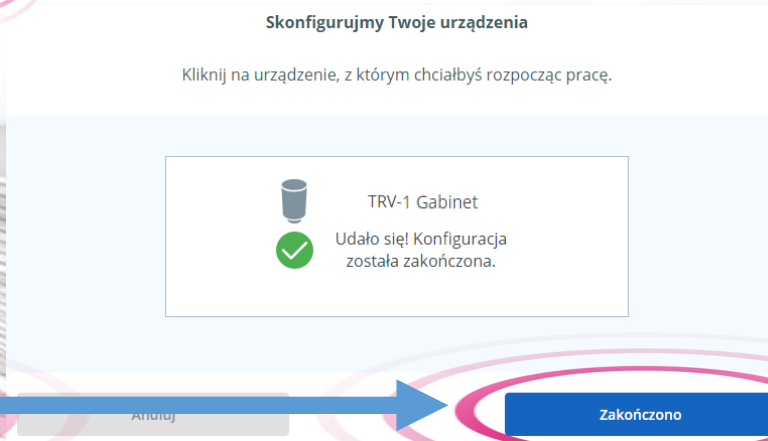 Skonfigurujmy Twoje urządzenia
Kliknij na urządzenie, z którym chciałbyś rozpocząc pracę.
TRV-1 Gabinet
Udało się! Konfiguracja
została zakończona.
Anuluj
Zakończono